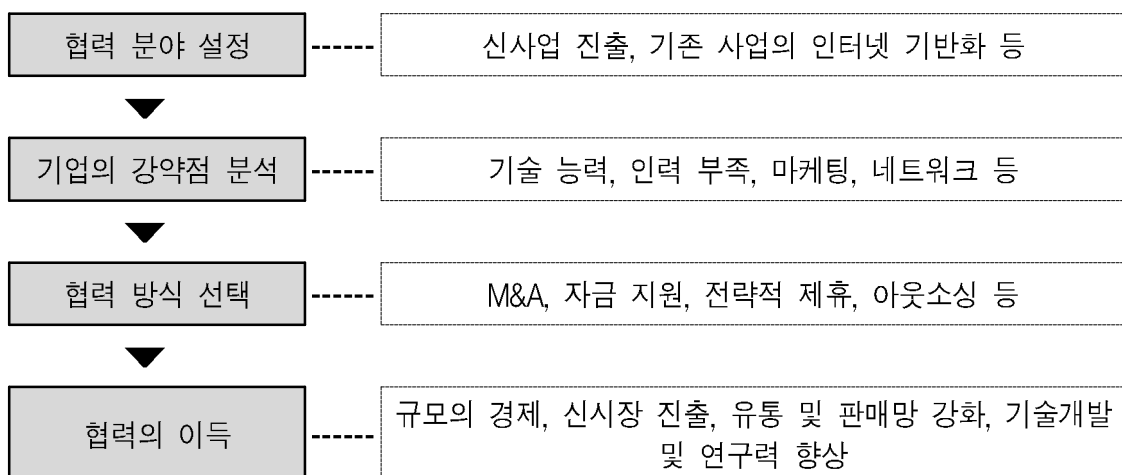 협력 분야 설정
신사업 진출, 기존 사업의 인터넷 기반화 등
기업의 강약점 분석
기술 능력, 인력 부족, 마케팅, 네트워크 등
협력 방식 선택
M&A, 자금 지원, 전략적 제휴, 아웃소싱 등
협력의 이득
규모의 경제, 신시장 진출, 유통 및 판매망 강화, 기술개발
및 연구력 향상